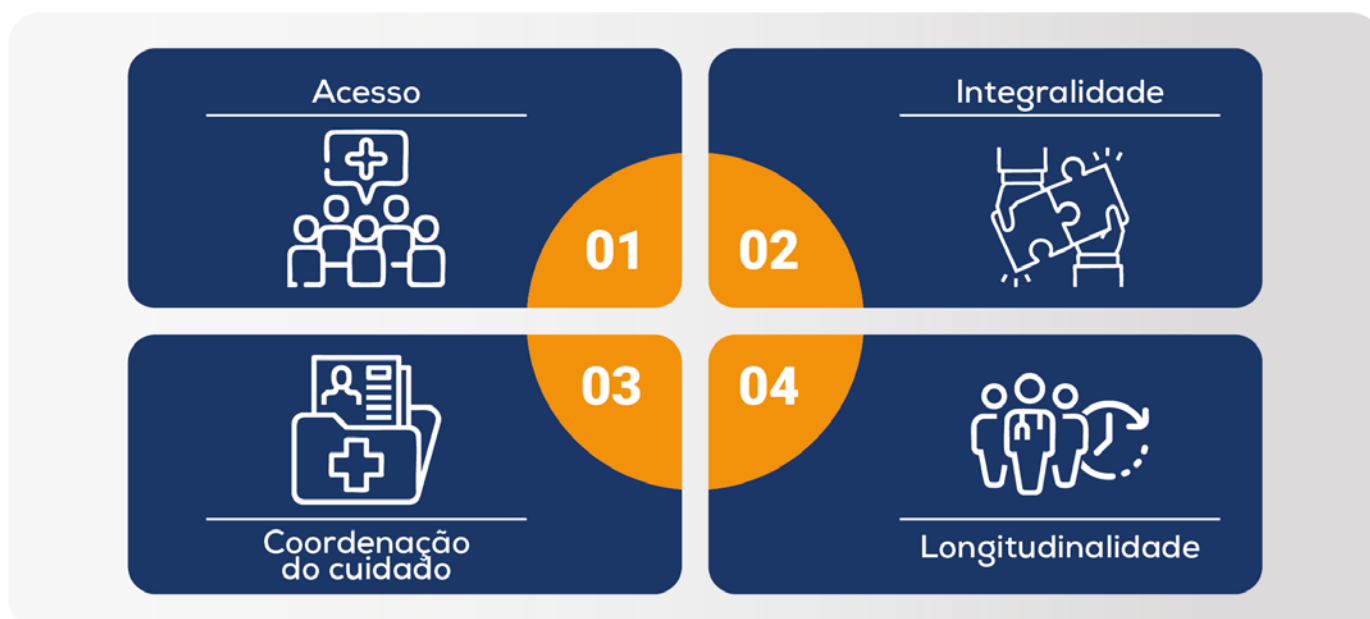 Acesso
01
Integralidade
02
03
Coordenação
do cuidado
04
Longitudinalidade